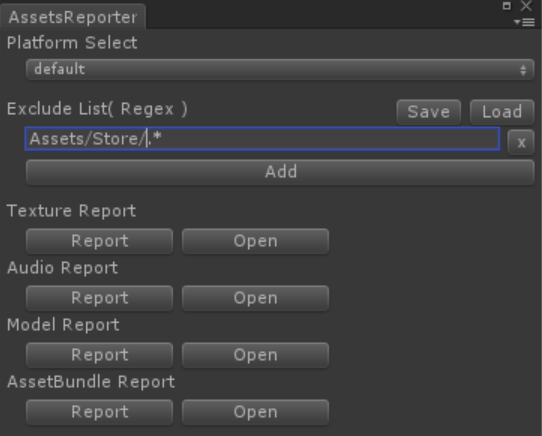 AssetsReporter
Platform Select
default
Exclude List( Regex )
Save
Load
Assets/Store/.*
x
Add
Texture Report
Report
Open
Audio Report
Report
Open
Model Report
Report
Open
AssetBundle Report
Report
Open